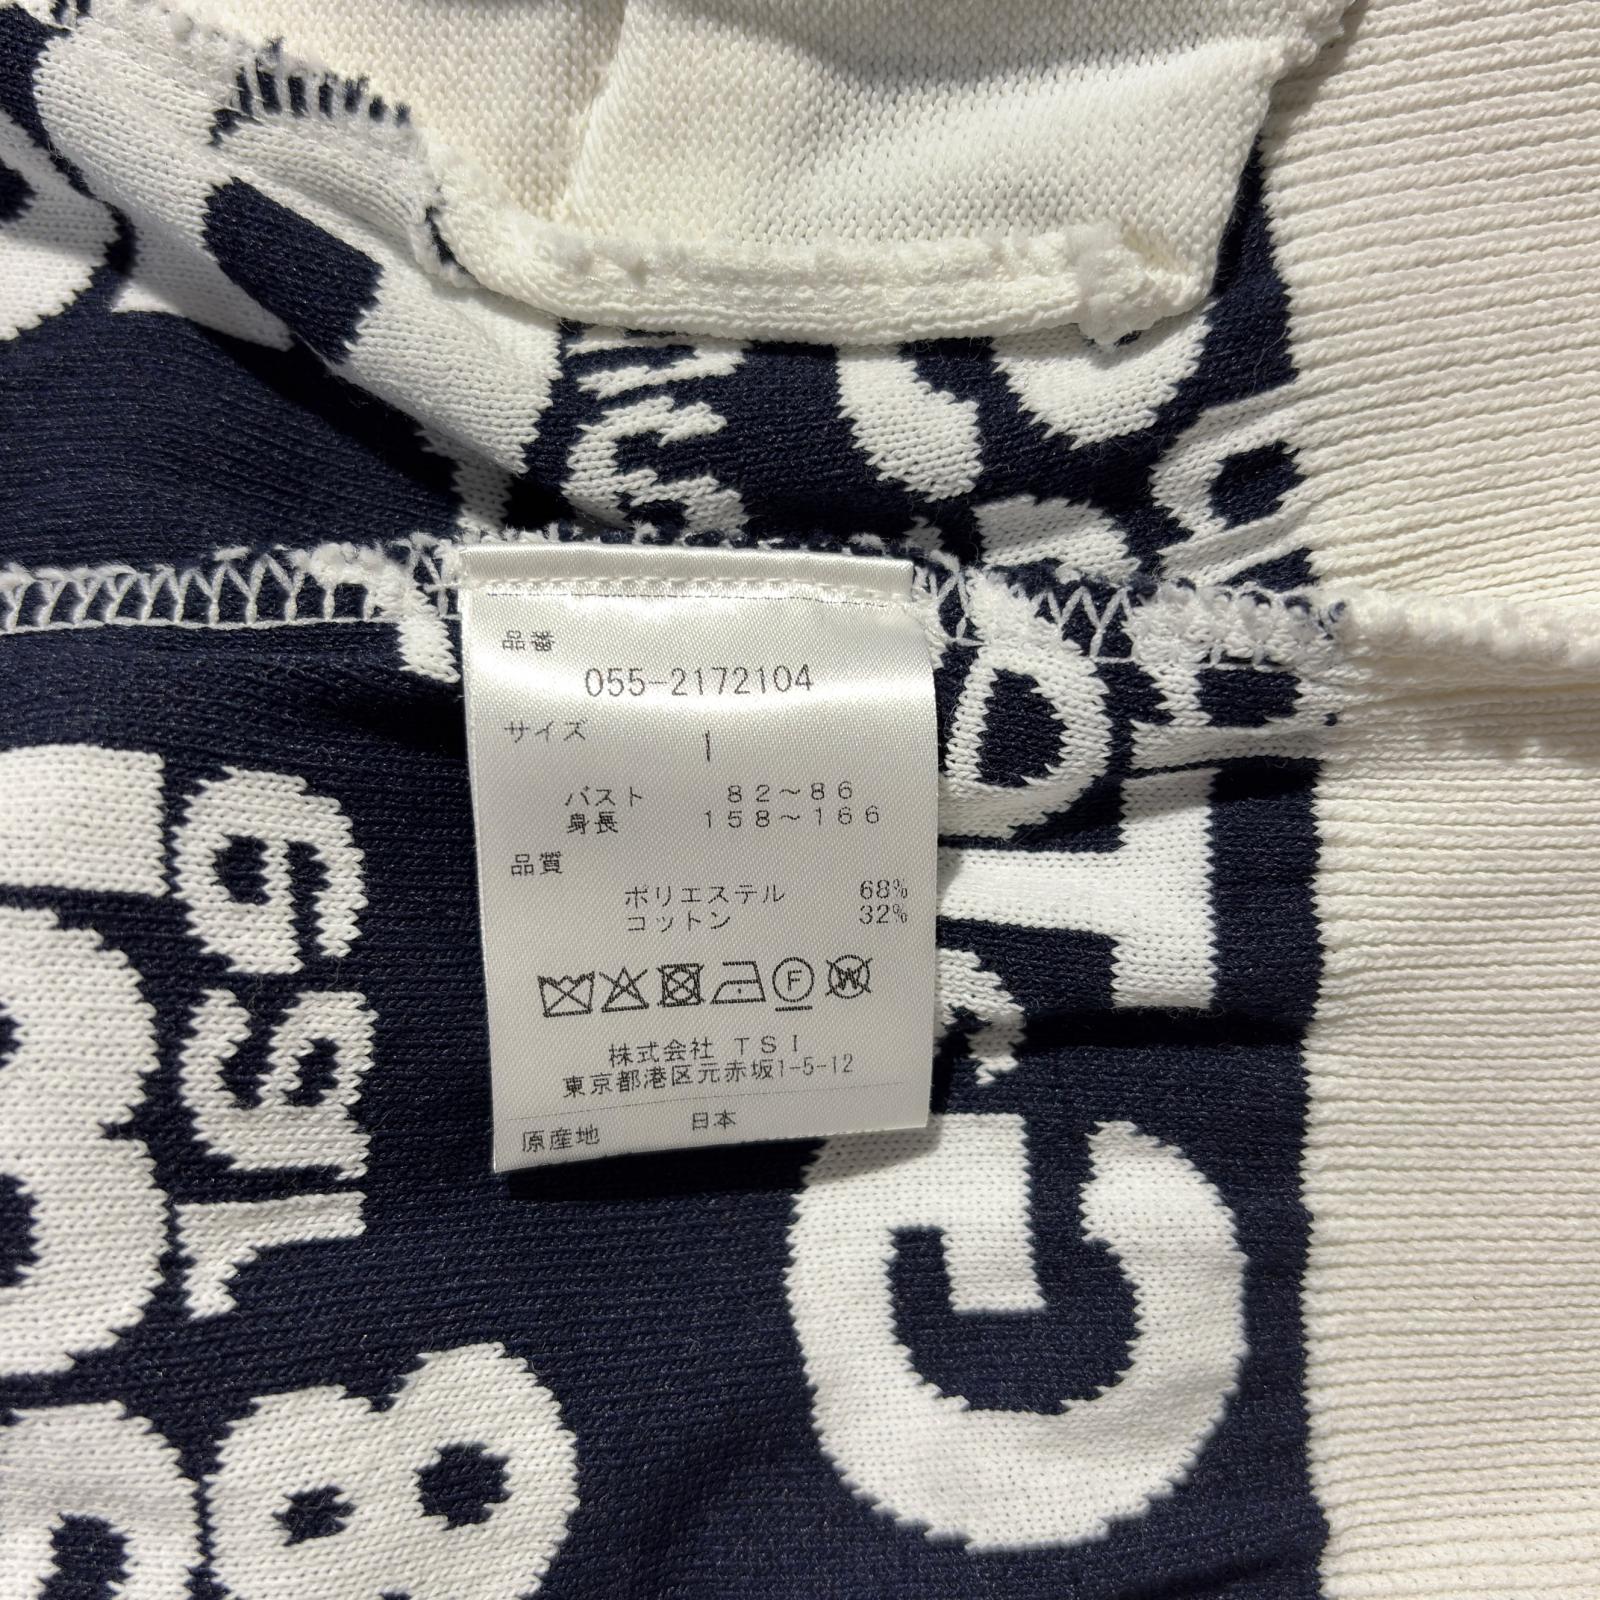 品番
055-2172104
サイズ 1
バスト 82~86
身長 158~166
品質
ポリエステル 68%
コットン 32%
F W
株式会社 TSI
東京都港区元赤坂1-5-12
原産地 日本